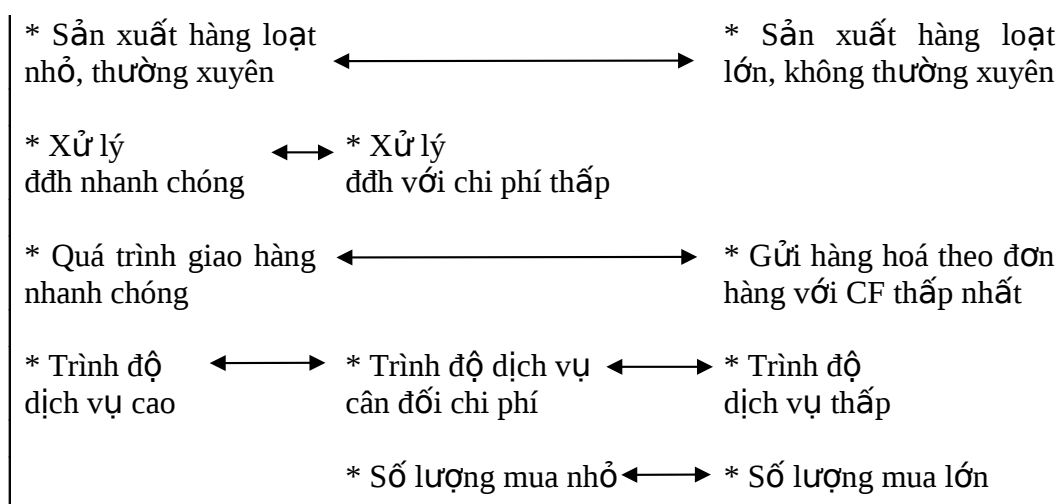 * Sản xuất hàng loạt
nhỏ, thường xuyên
* Sản xuất hàng loạt
lớn, không thường xuyên
* Xử lý
đđh nhanh chóng
* Xử lý
đđh với chi phí thấp
* Quá trình giao hàng
nhanh chóng
* Gửi hàng hoá theo đơn
hàng với CF thấp nhất
* Trình độ
dịch vụ cao
* Trình độ dịch vụ
cân đối chi phí
* Trình độ
dịch vụ thấp
* Số lượng mua nhỏ
* Số lượng mua lớn